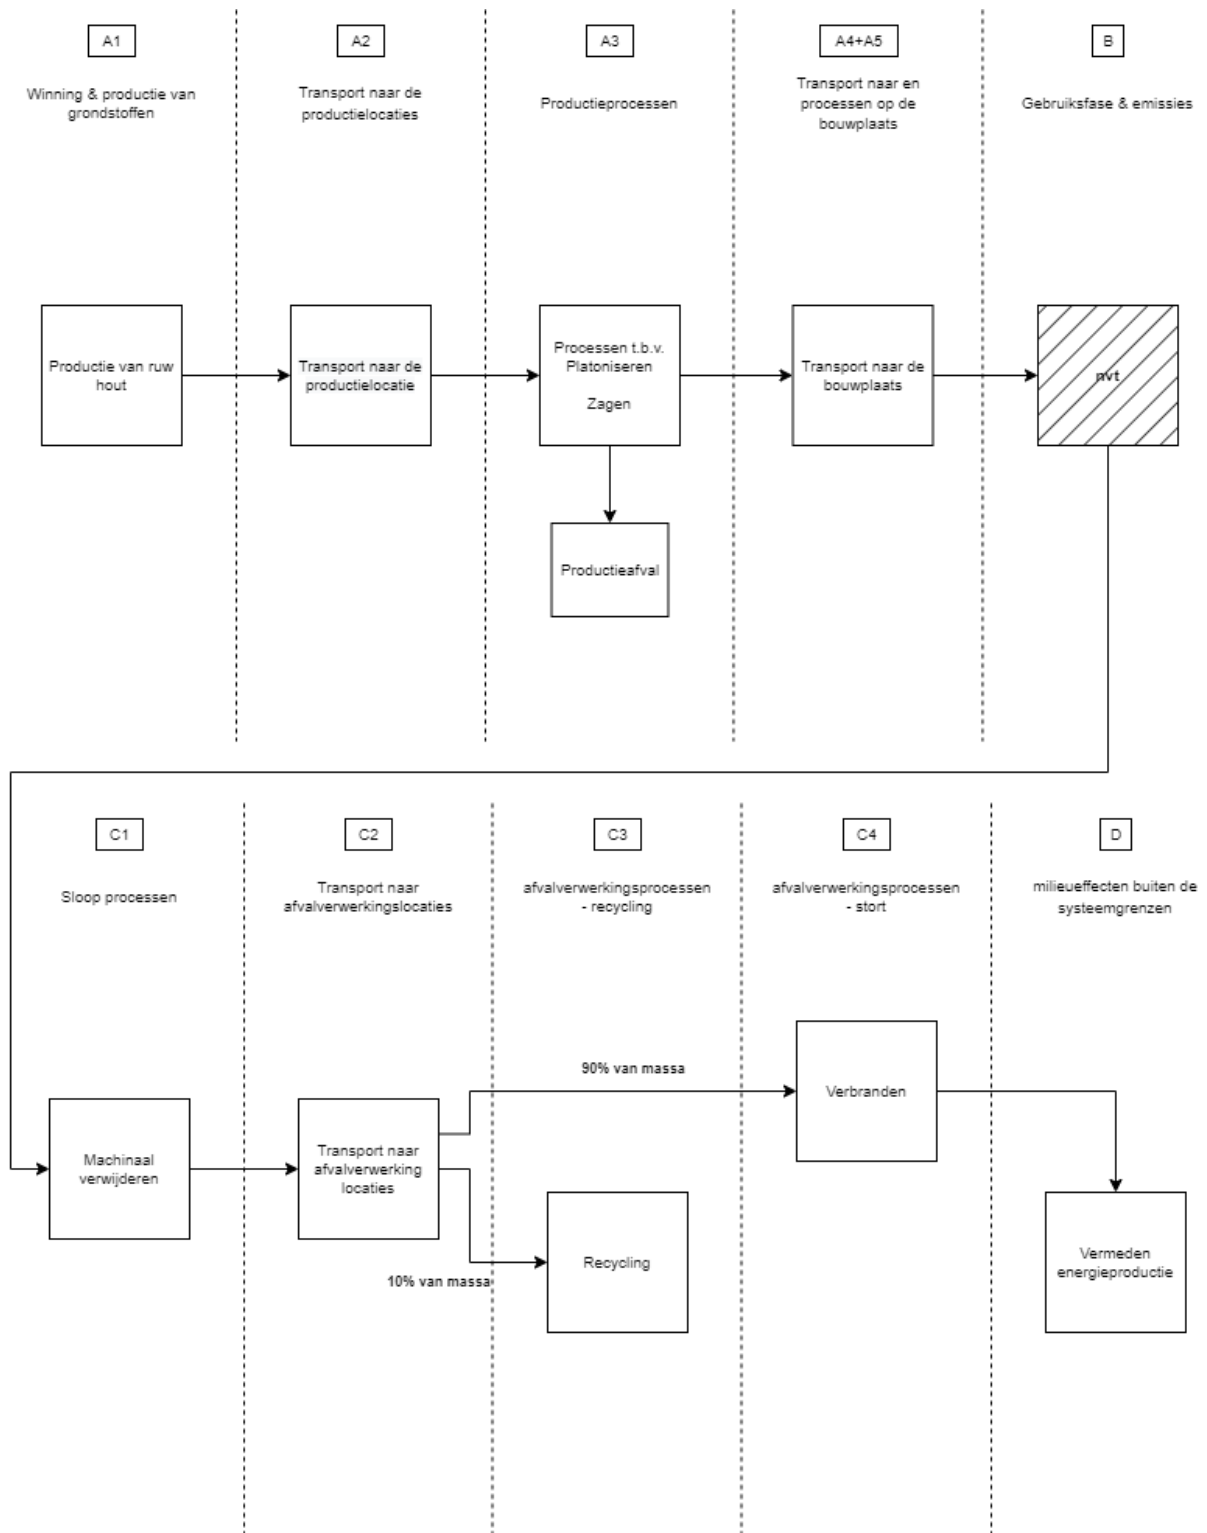 A1
A2
A3
A4+A5
B
Winning & productie van
grondstoffen
Transport naar de
productielocaties
Productieprocessen
Transport naar en
processen op de
bouwplaats
Gebruiksfase & emissies
Productie van ruw
hout
Transport naar de
productielocatie
Processen t.b.v.
Platoniseren
Zagen
Transport naar de
bouwplaats
nvt
Productieafval
C1
C2
C3
C4
D
Sloop processen
Transport naar
afvalverwerkingslocaties
afvalverwerkingsprocessen
- recycling
afvalverwerkingsprocessen
- stort
milieueffecten buiten de
systeemgrenzen
90% van massa
Verbranden
Machinaal
verwijderen
Transport naar
afvalverwerking
locaties
Recycling
10% van massa
Vermeden
energieproductie